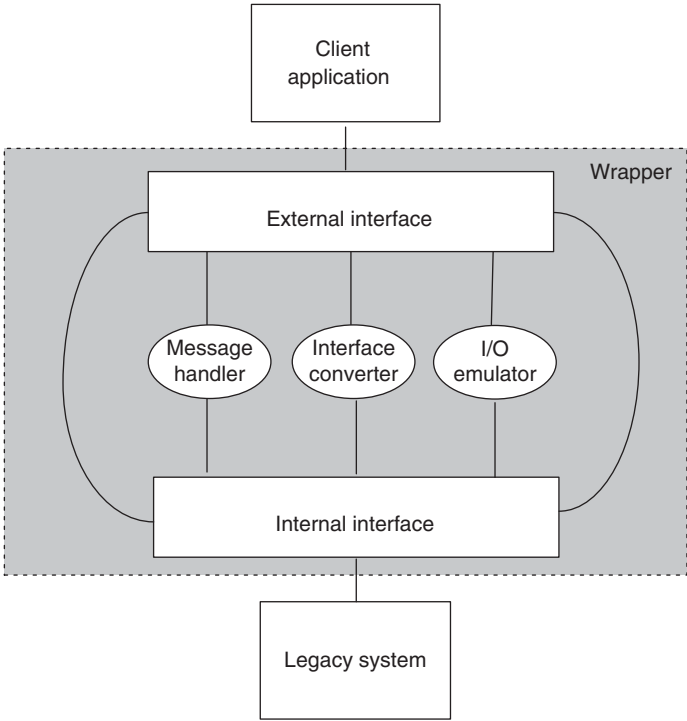 Client
application
Wrapper
External interface
Message
handler
Interface
converter
I/O
emulator
Internal interface
Legacy system